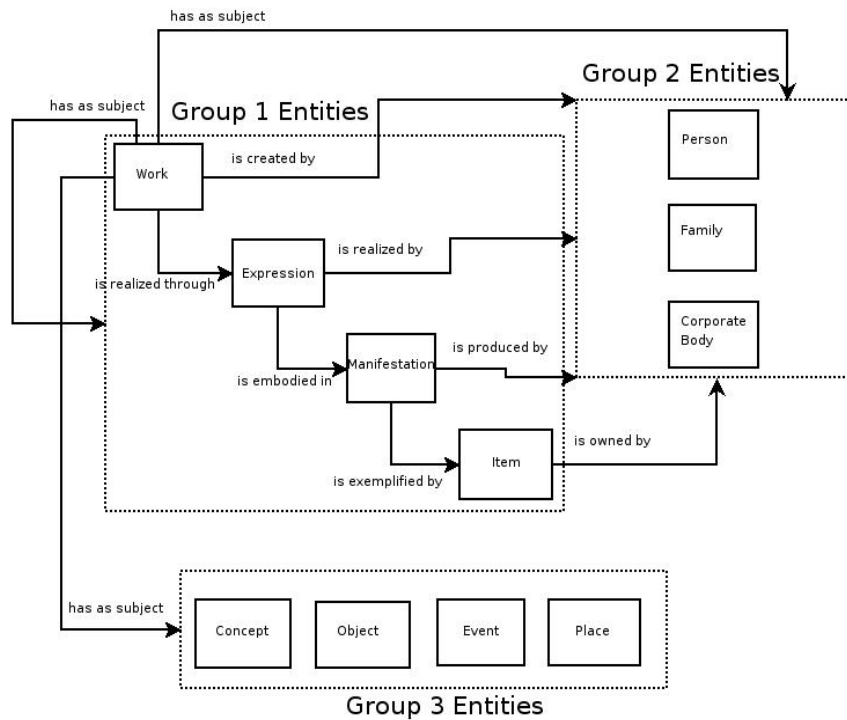 has as subject
Group 2 Entities
has as subject
Group 1 Entities
Person
is created by
Work
Family
is realized by
Expression
is realized through
Corporate
Body
is produced by
Manifestation
is embodied in
is owned by
Item
is exemplified by
has as subject
Concept
Object
Event
Place
Group 3 Entities